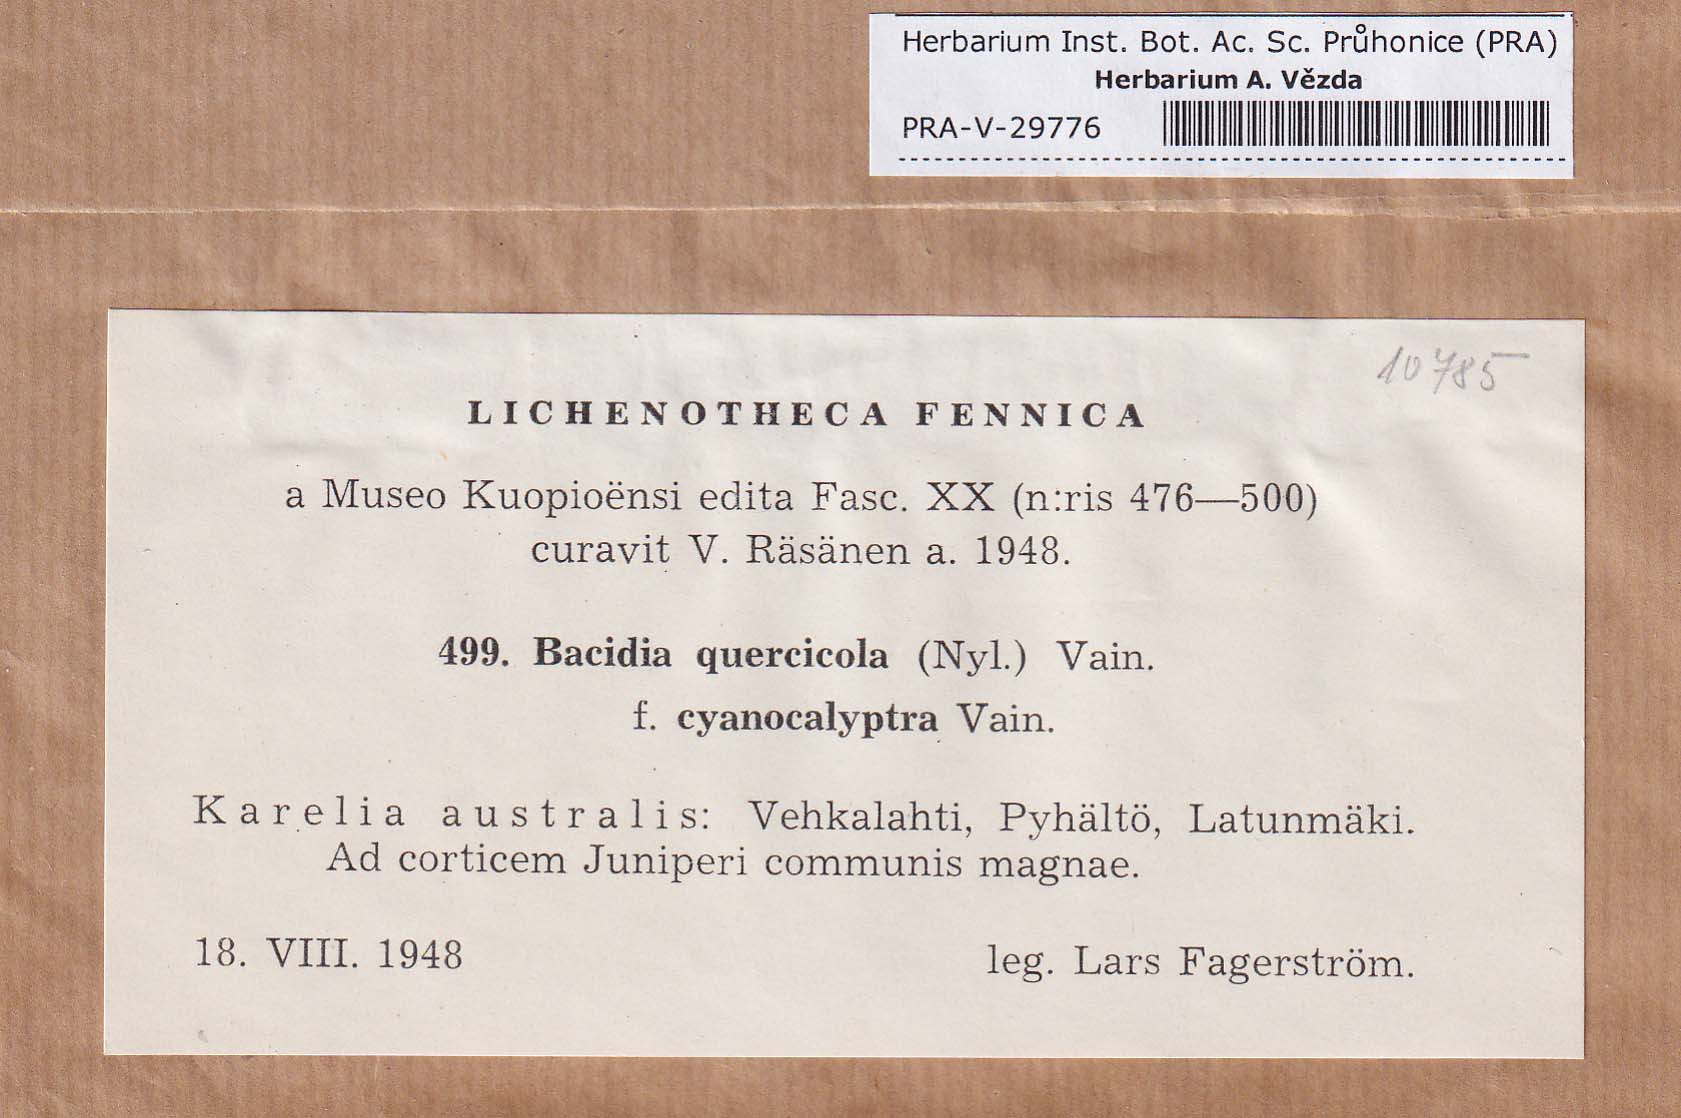 Herbarium Inst. Bot. Ac. Sc. Průhonice (PRA)
Herbarium A. Vězda
PRA-V-29776
10785
LICHENOTHECA FENNICA
a Museo Kuopioënsi edita Fasc. XX (n:ris 476—500)
curavit V. Räsänen a. 1948.
499. Bacidia quercicola (Nyl.) Vain.
f. cyanocalyptra Vain.
Karelia australis: Vehkalahti, Pyhältö, Latunmäki.
Ad corticem Juniperi communis magnae.
18. VIII. 1948
leg. Lars Fagerström.